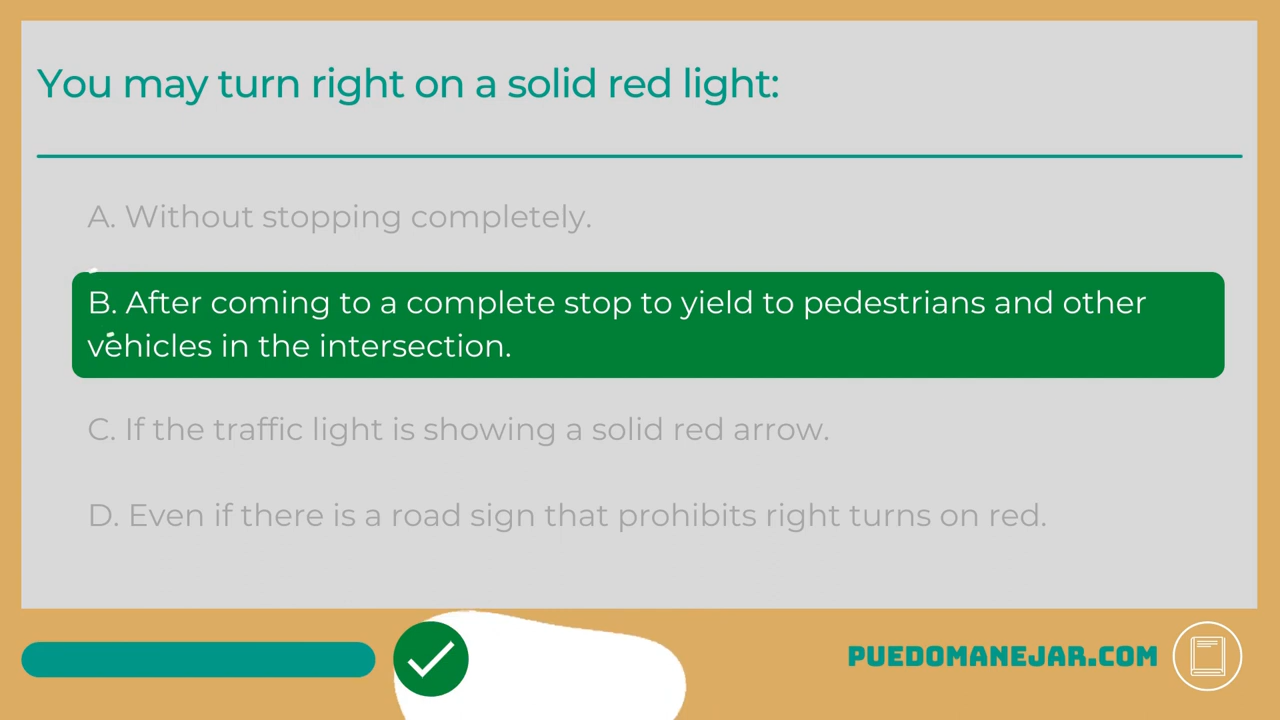 You may turn right on a solid red light:
A. Without stopping completely.
B. After coming to a complete stop to yield to pedestrians and other
vehicles in the intersection.
C. If the traffic light is showing a solid red arrow.
D. Even if there is a road sign that prohibits right turns on red.
PUEDOMANEJAR.COM